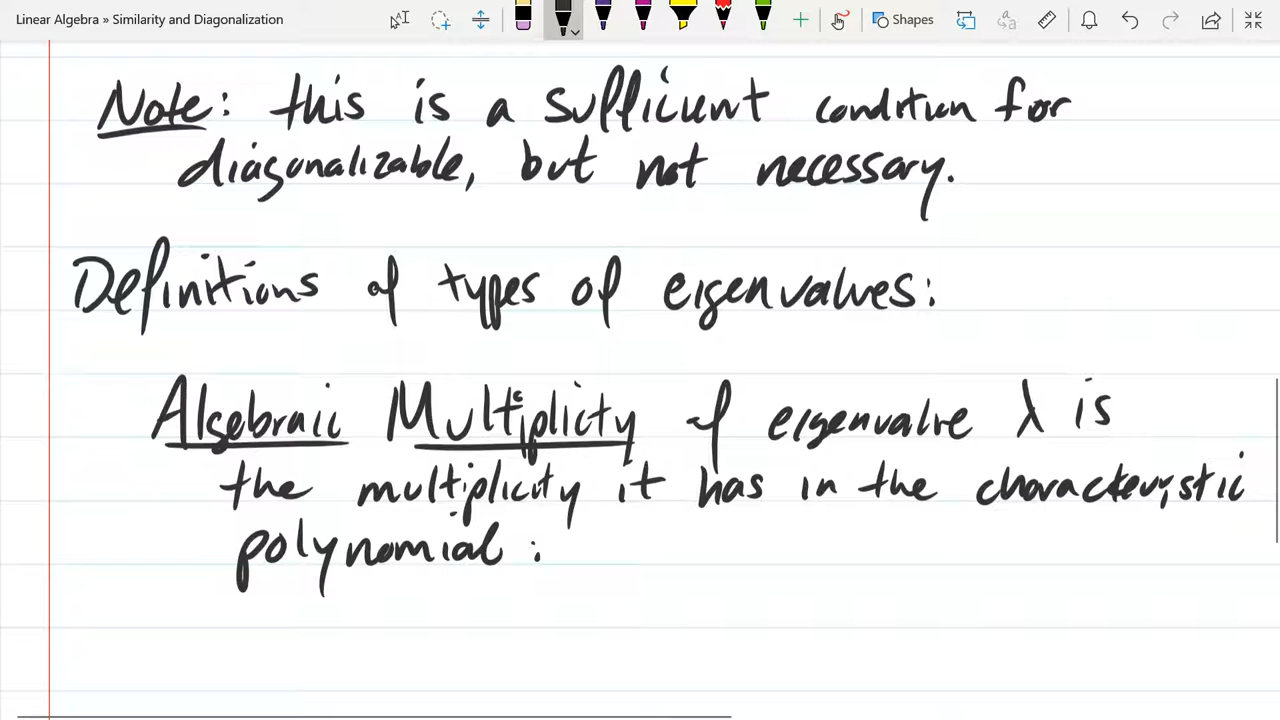 Linear Algebra » Similarity and Diagonalization
Shapes
Note: this is a sufficient condition for
diagonalizable, but not necessary.
Definitions of types of eigenvalues:
Algebraic Multiplicity of eigenvalue λ is
the multiplicity it has in the characteristic
polynomial: